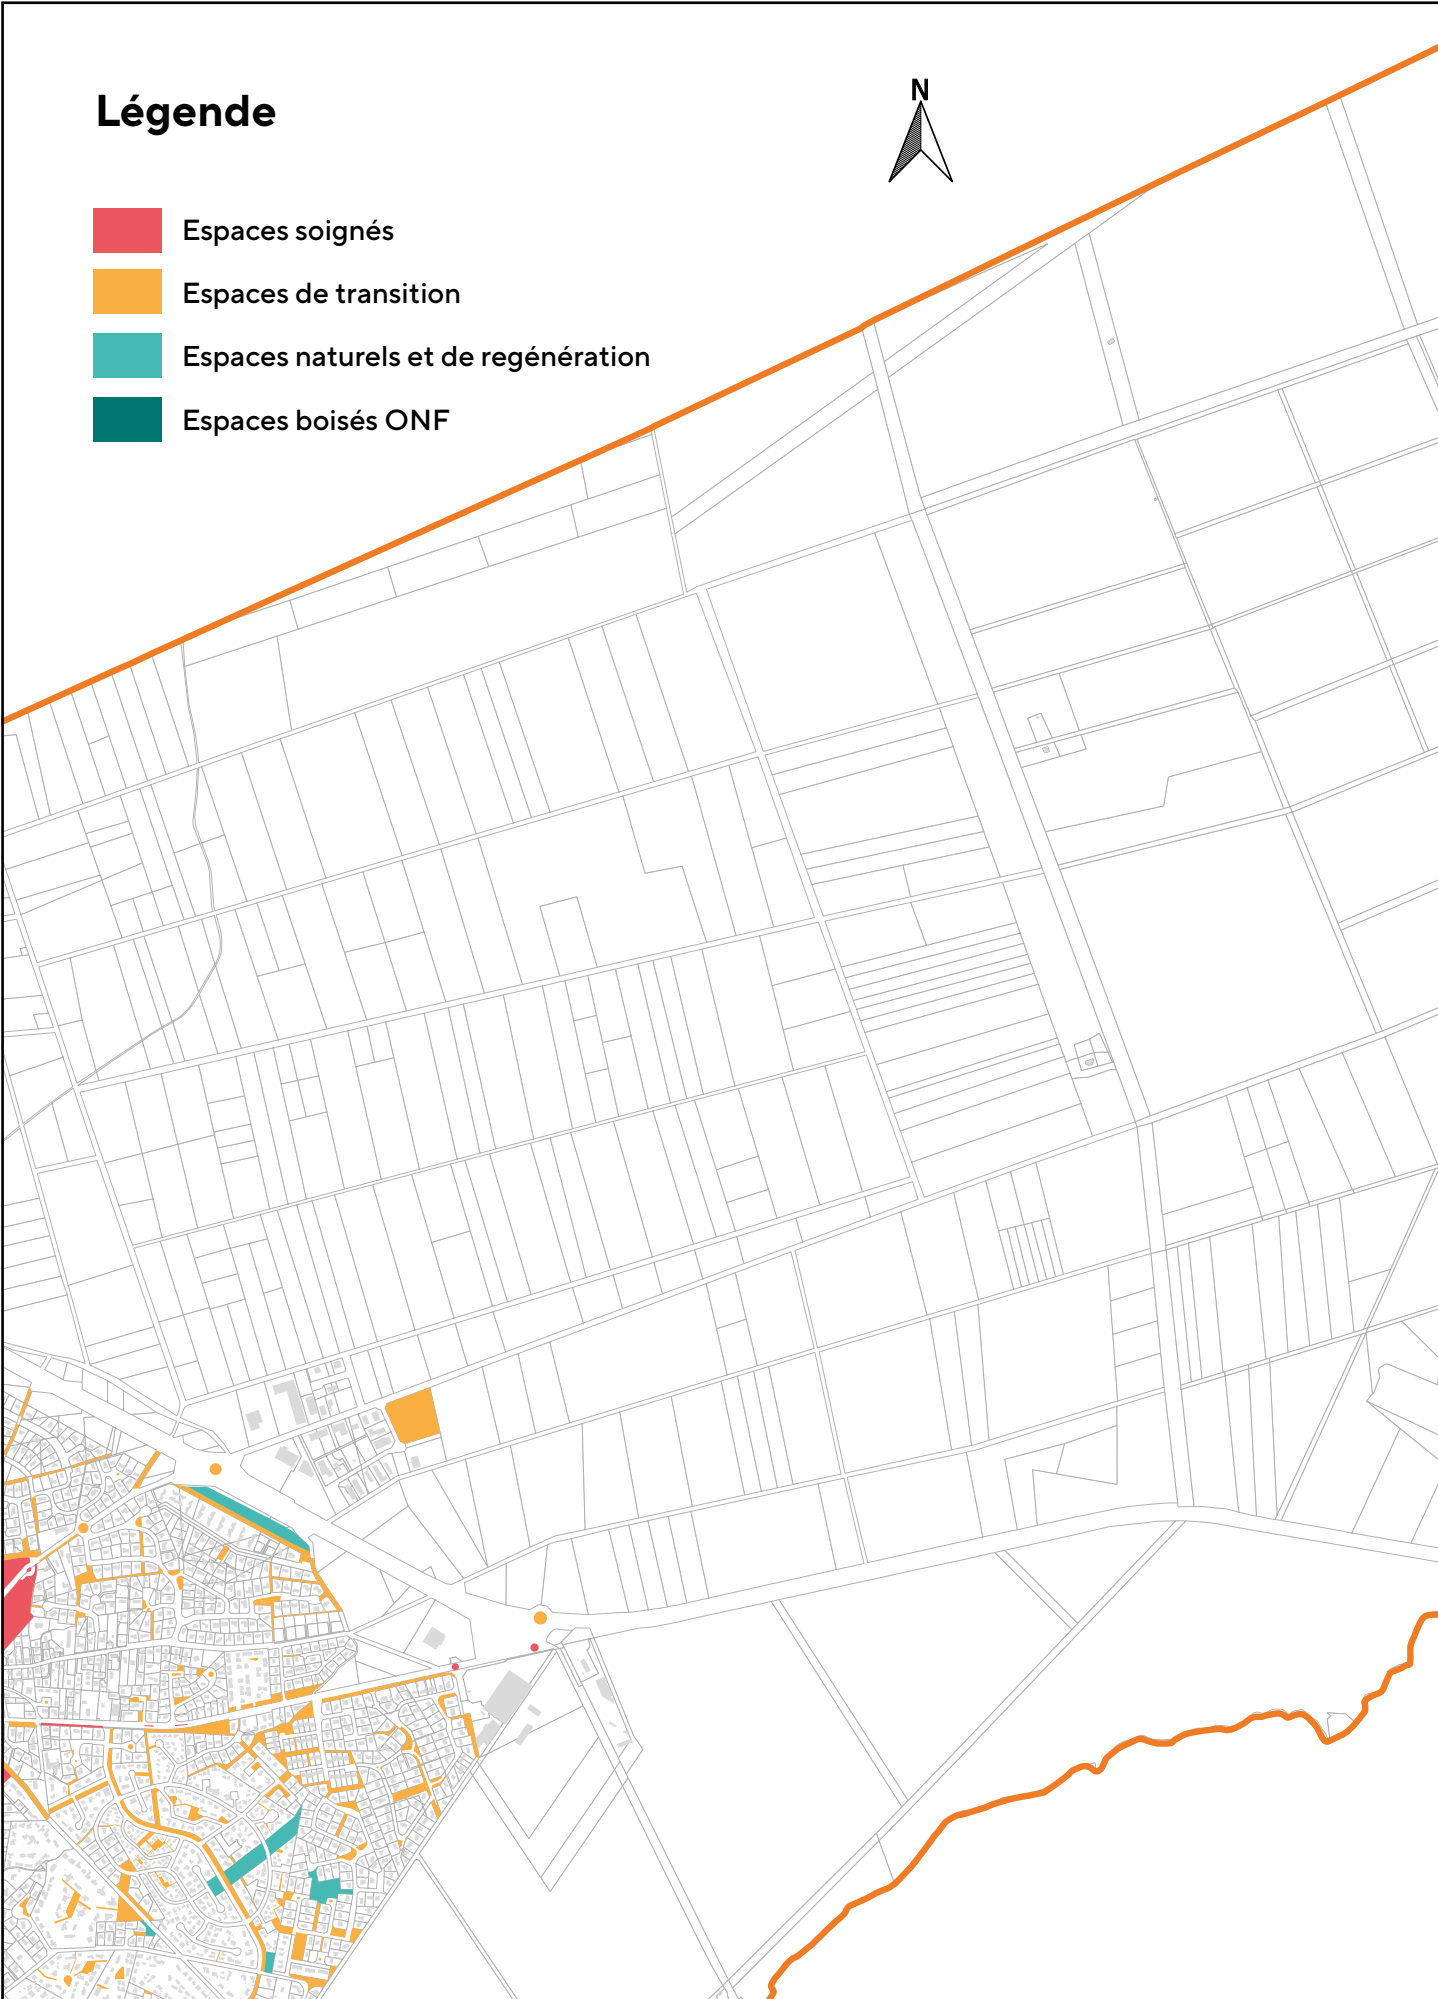 N
Légende
Espaces soignés
Espaces de transition
Espaces naturels et de regénération
Espaces boisés ONF